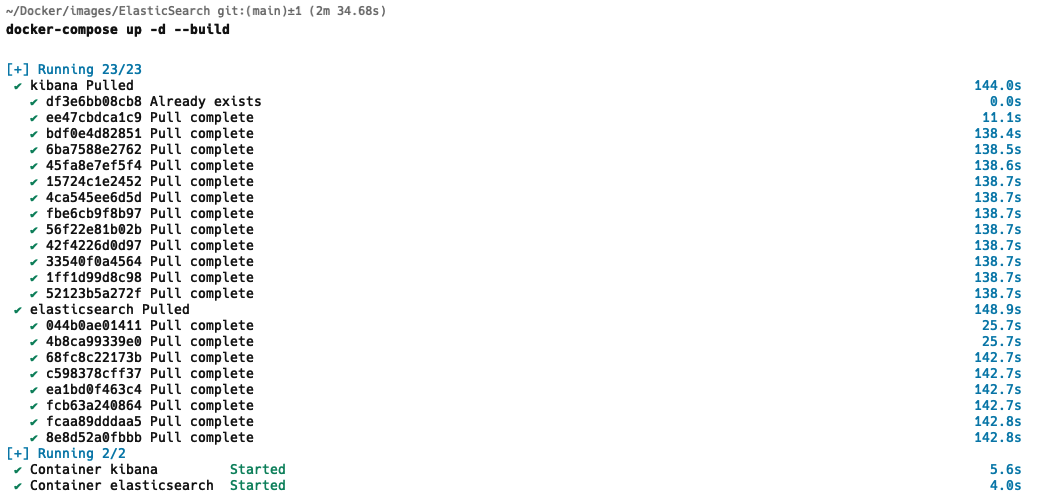 ~/Docker/images/ElasticSearch git:(main)±1 (2m 34.68s)
docker-compose up -d --build
[+] Running 23/23
✔ kibana Pulled 144.0s
✔ df3e6bb08cb8 Already exists 0.0s
✔ ee47cbdca1c9 Pull complete 11.1s
✔ bdf0e4d82851 Pull complete 138.4s
✔ 6ba7588e2762 Pull complete 138.5s
✔ 45fa8e7ef5f4 Pull complete 138.6s
✔ 15724c1e2452 Pull complete 138.7s
✔ 4ca545ee6d5d Pull complete 138.7s
✔ fbe6cb9f8b97 Pull complete 138.7s
✔ 56f22e81b02b Pull complete 138.7s
✔ 42f4226d0d97 Pull complete 138.7s
✔ 33540f0a4564 Pull complete 138.7s
✔ 1ff1d99d8c98 Pull complete 138.7s
✔ 52123b5a272f Pull complete 138.7s
✔ elasticsearch Pulled 148.9s
✔ 044b0ae01411 Pull complete 25.7s
✔ 4b8ca99339e0 Pull complete 25.7s
✔ 68fc8c22173b Pull complete 142.7s
✔ c598378cff37 Pull complete 142.7s
✔ ea1bd0f463c4 Pull complete 142.7s
✔ fcb63a240864 Pull complete 142.7s
✔ fcaa89dddaa5 Pull complete 142.8s
✔ 8e8d52a0fbbb Pull complete 142.8s
[+] Running 2/2
✔ Container kibana Started 5.6s
✔ Container elasticsearch Started 4.0s